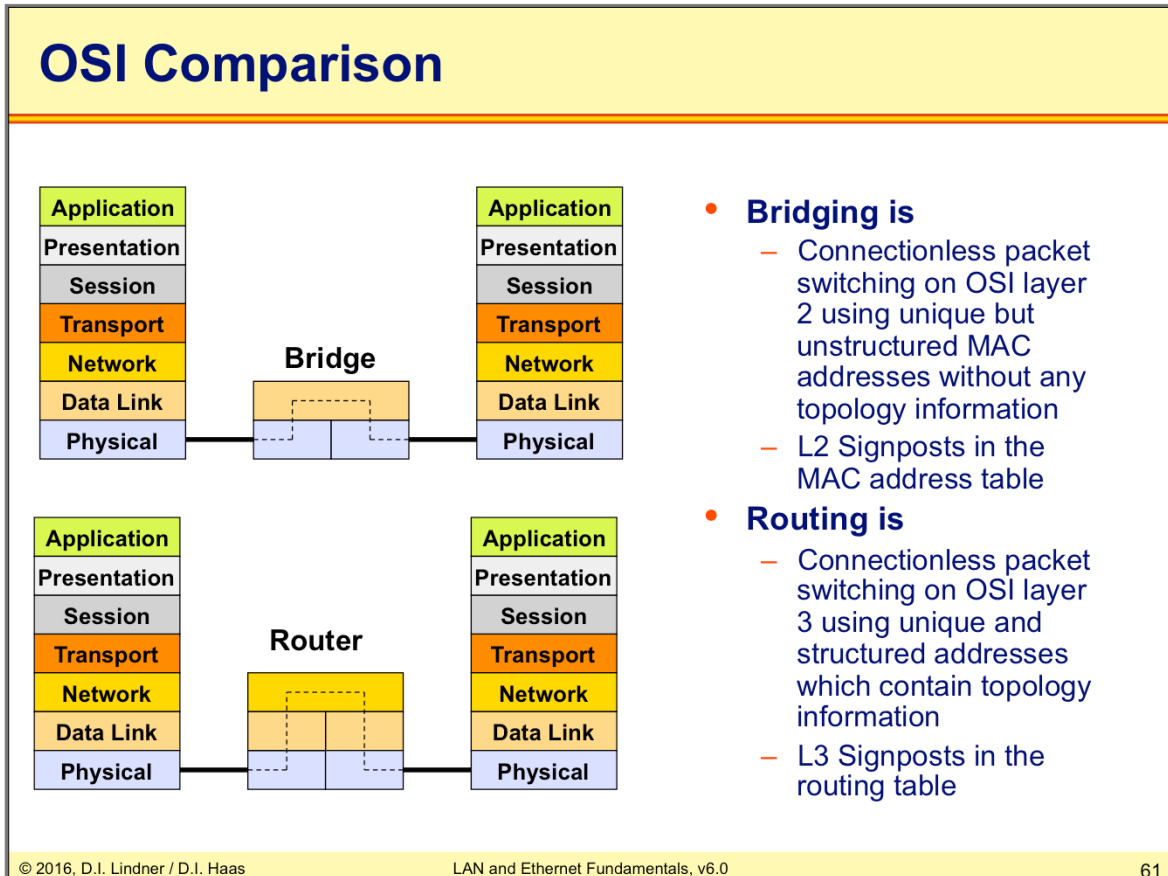 OSI Comparison
Application
Presentation
Session
Transport
Network
Data Link
Physical
Bridge
Application
Presentation
Session
Transport
Network
Data Link
Physical
Application
Presentation
Session
Transport
Network
Data Link
Physical
Router
Application
Presentation
Session
Transport
Network
Data Link
Physical
• Bridging is
– Connectionless packet
switching on OSI layer
2 using unique but
unstructured MAC
addresses without any
topology information
– L2 Signposts in the
MAC address table
• Routing is
– Connectionless packet
switching on OSI layer
3 using unique and
structured addresses
which contain topology
information
– L3 Signposts in the
routing table
© 2016, D.I. Lindner / D.I. Haas
LAN and Ethernet Fundamentals, v6.0
61